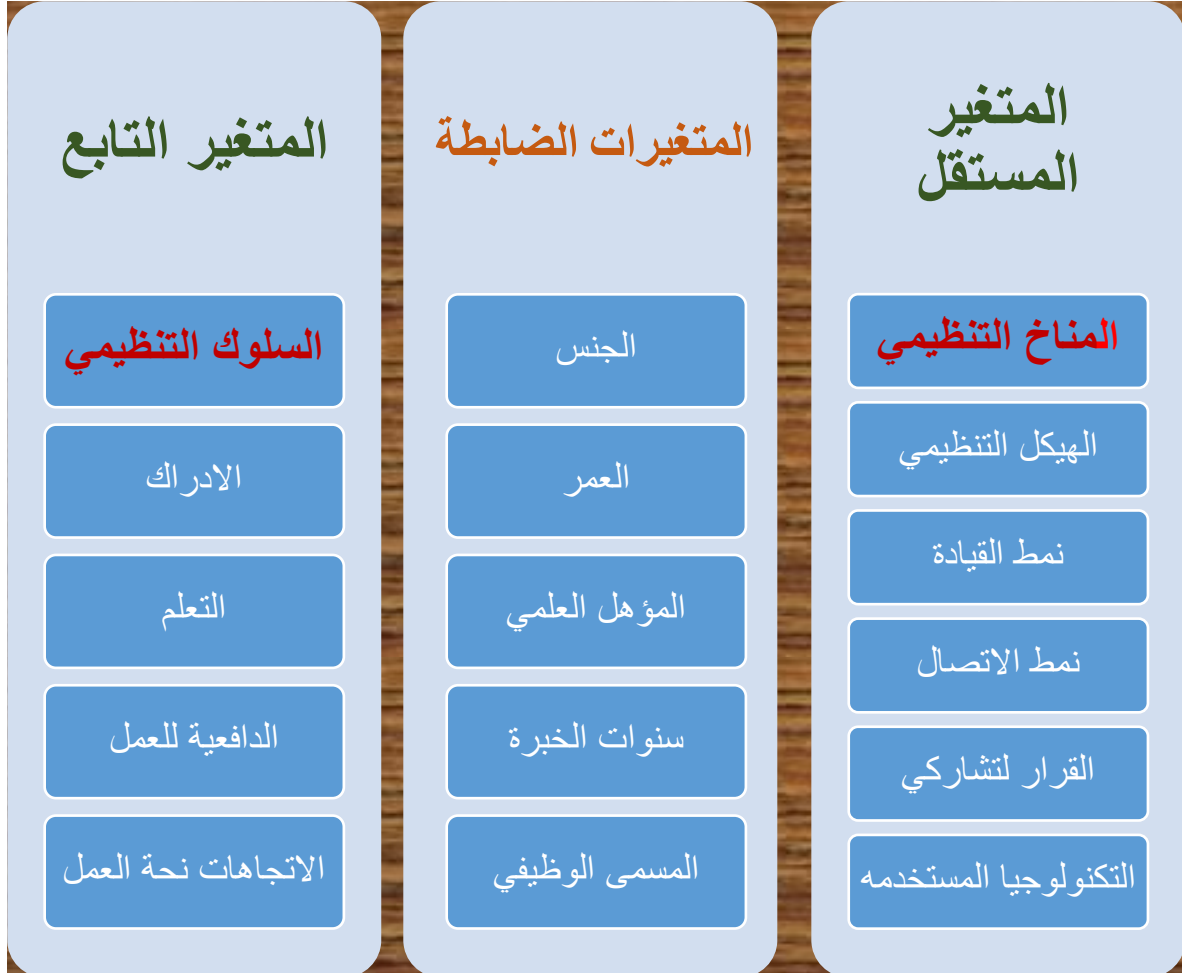 المتغير
المستقل
المناخ التنظيمي
الهيكل التنظيمي
نمط القيادة
نمط الاتصال
القرار لتشاركي
التكنولوجيا المستخدمه
المتغيرات الضابطة
الجنس
العمر
المؤهل العلمي
سنوات الخبرة
المسمى الوظيفي
المتغير التابع
السلوك التنظيمي
الادراك
التعلم
الدافعية للعمل
الاتجاهات نحة العمل